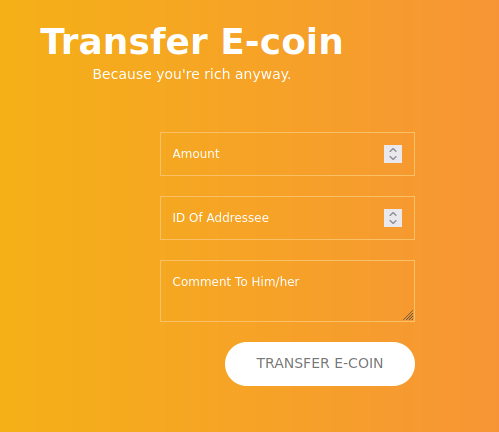 Transfer E-coin
Because you're rich anyway.
Amount
ID Of Addressee
Comment To Him/her
TRANSFER E-COIN